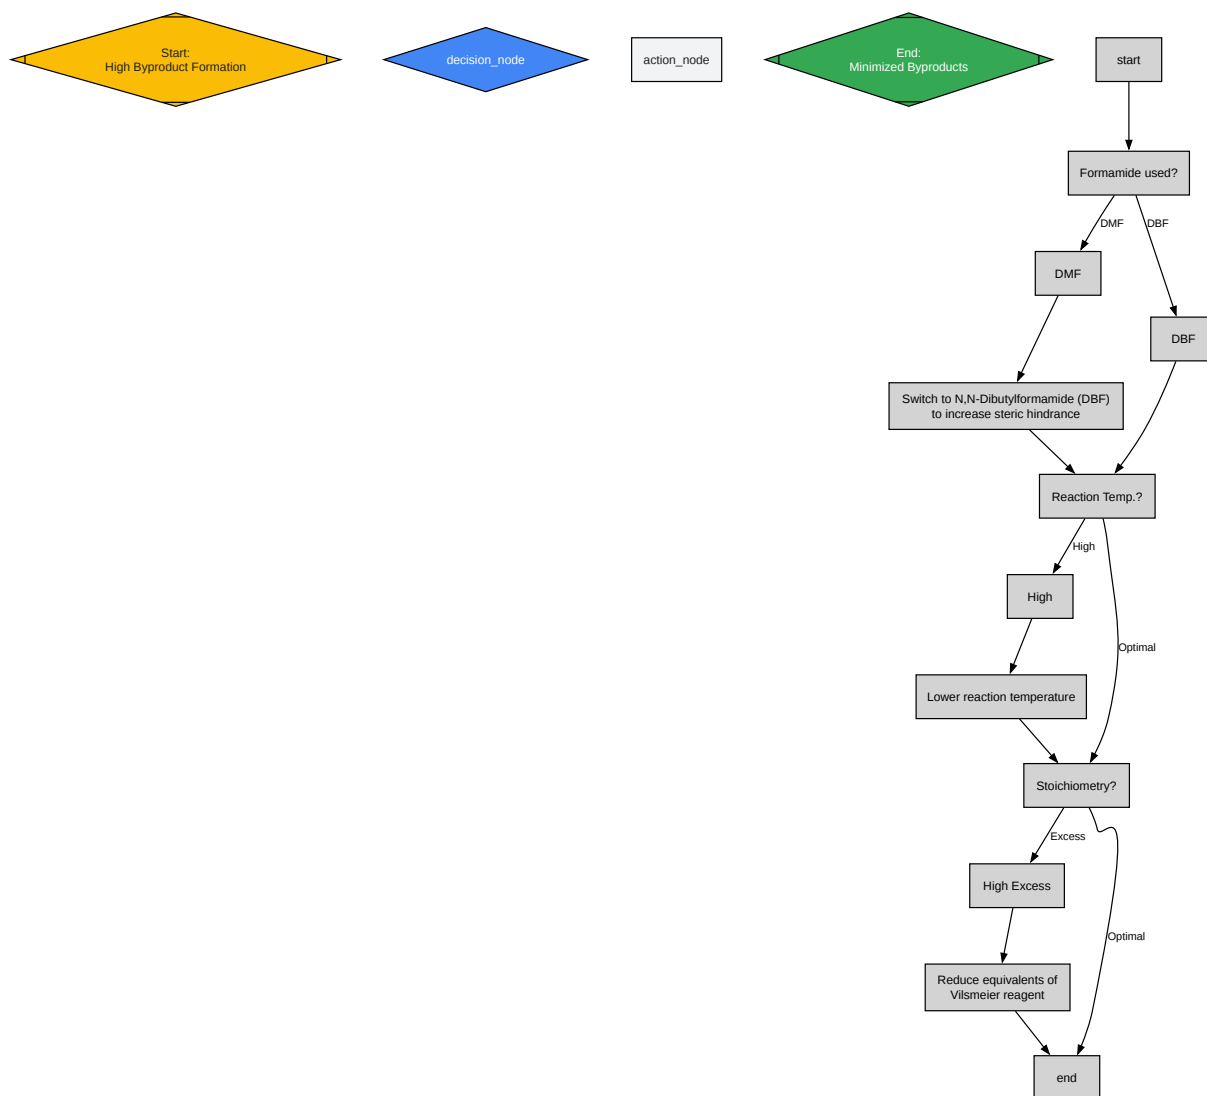 Start:
High Byproduct Formation
decision_node
action_node
End:
Minimized Byproducts
start
Formamide used?
DMF
DBF
DMF
DBF
Switch to N,N-Dibutylformamide (DBF)
to increase steric hindrance
Reaction Temp.?
High
High
Optimal
Lower reaction temperature
Stoichiometry?
Excess
High Excess
Optimal
Reduce equivalents of
Vilsmeier reagent
end